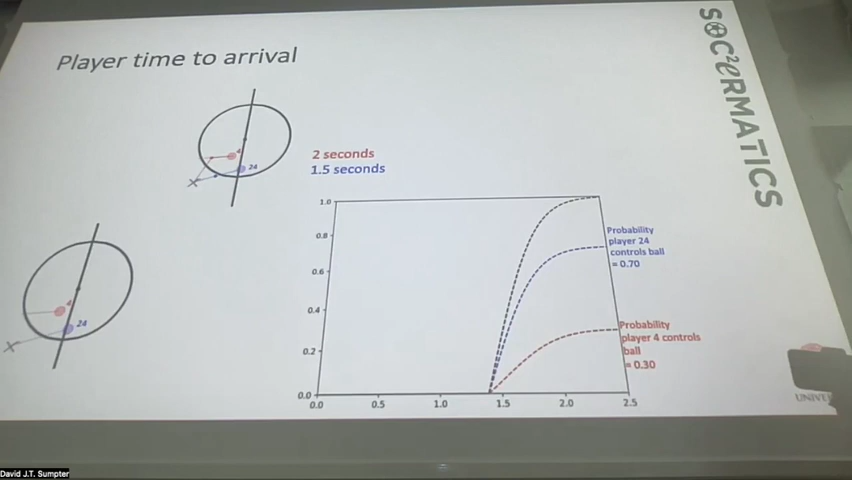 Player time to arrival
SOC²eRMATICS
4
24
2 seconds
1.5 seconds
4
24
1.0
0.8
0.6
0.4
0.2
0.0
0.0 0.5 1.0 1.5 2.0 2.5
Probability
player 24
controls ball
= 0.70
Probability
player 4 controls
ball
= 0.30
David J.T. Sumpter